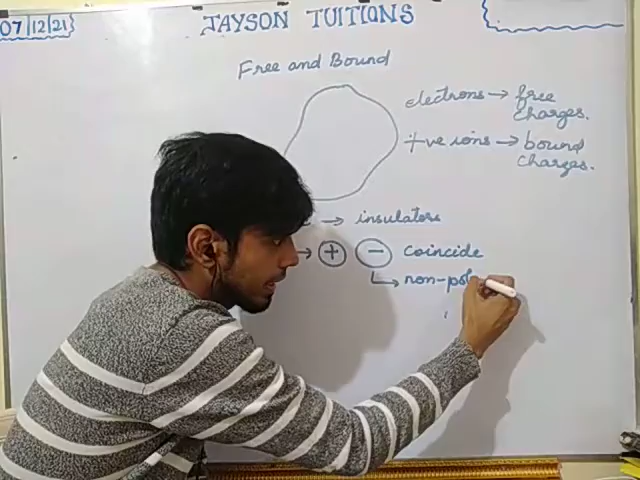 07/12/21
JAYSON TUITIONS
Free and Bound
electrons → free
charges.
+ve ions → bound
charges.
→ insulators
→ + - coincide
non-pol